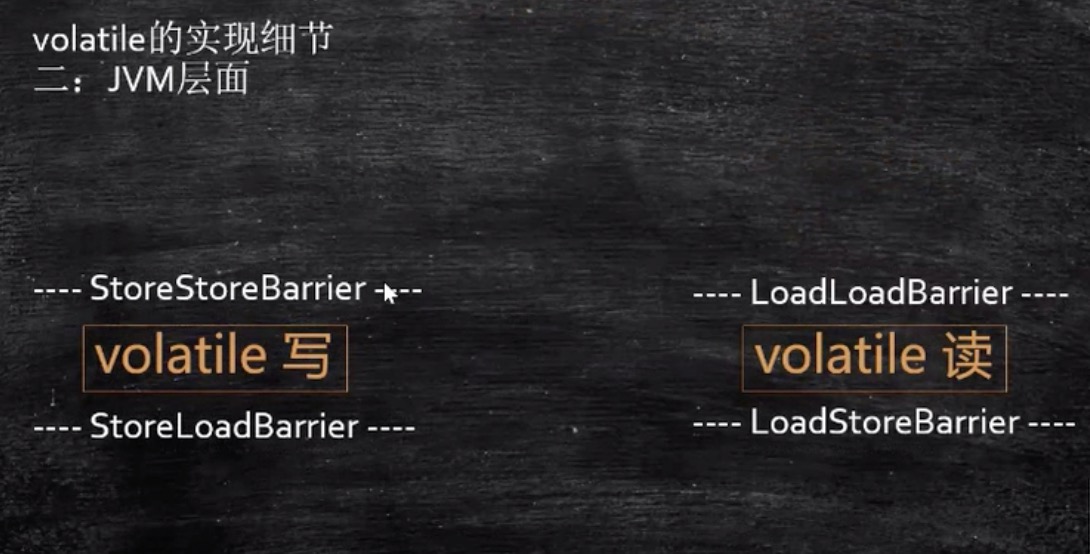 volatile的实现细节
二：JVM层面
---- StoreStoreBarrier ----
volatile 写
---- StoreLoadBarrier ----
---- LoadLoadBarrier ----
volatile 读
---- LoadStoreBarrier ----